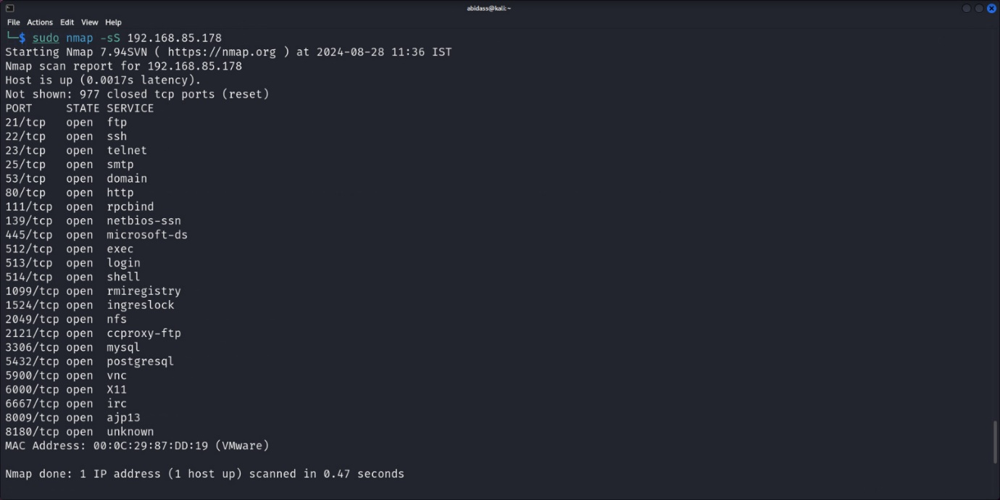 abidass@kali:~
File Actions Edit View Help
└─$ sudo nmap -sS 192.168.85.178
Starting Nmap 7.94SVN ( https://nmap.org ) at 2024-08-28 11:36 IST
Nmap scan report for 192.168.85.178
Host is up (0.0017s latency).
Not shown: 977 closed tcp ports (reset)
PORT     STATE SERVICE
21/tcp   open  ftp
22/tcp   open  ssh
23/tcp   open  telnet
25/tcp   open  smtp
53/tcp   open  domain
80/tcp   open  http
111/tcp  open  rpcbind
139/tcp  open  netbios-ssn
445/tcp  open  microsoft-ds
512/tcp  open  exec
513/tcp  open  login
514/tcp  open  shell
1099/tcp open  rmiregistry
1524/tcp open  ingreslock
2049/tcp open  nfs
2121/tcp open  ccproxy-ftp
3306/tcp open  mysql
5432/tcp open  postgresql
5900/tcp open  vnc
6000/tcp open  X11
6667/tcp open  irc
8009/tcp open  ajp13
8180/tcp open  unknown
MAC Address: 00:0C:29:87:DD:19 (VMware)
Nmap done: 1 IP address (1 host up) scanned in 0.47 seconds